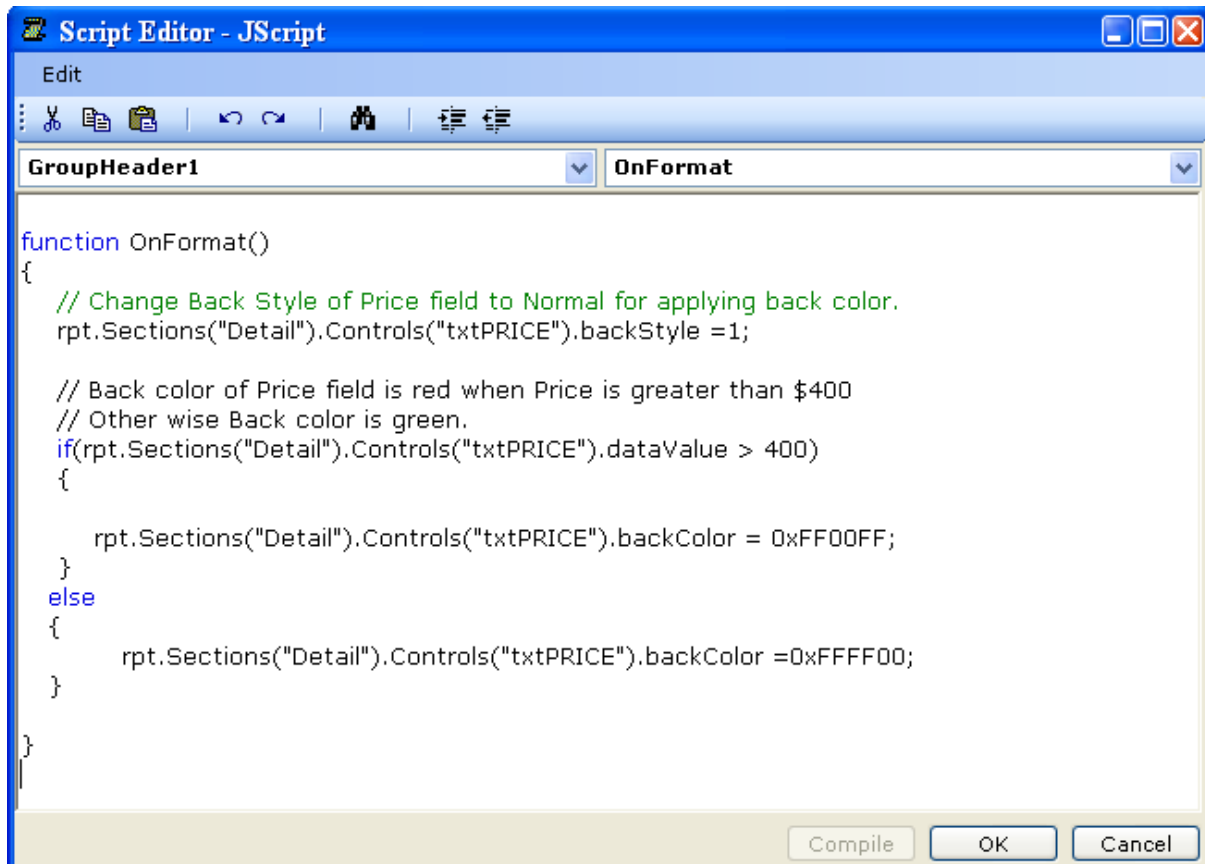 Script Editor - JScript
Edit
GroupHeader1 OnFormat
function OnFormat()
{
// Change Back Style of Price field to Normal for applying back color.
rpt.Sections("Detail").Controls("txtPRICE").backStyle =1;
// Back color of Price field is red when Price is greater than $400
// Other wise Back color is green.
if(rpt.Sections("Detail").Controls("txtPRICE").dataValue > 400)
{
rpt.Sections("Detail").Controls("txtPRICE").backColor = 0xFF00FF;
}
else
{
rpt.Sections("Detail").Controls("txtPRICE").backColor =0xFFFF00;
}
}
Compile OK Cancel